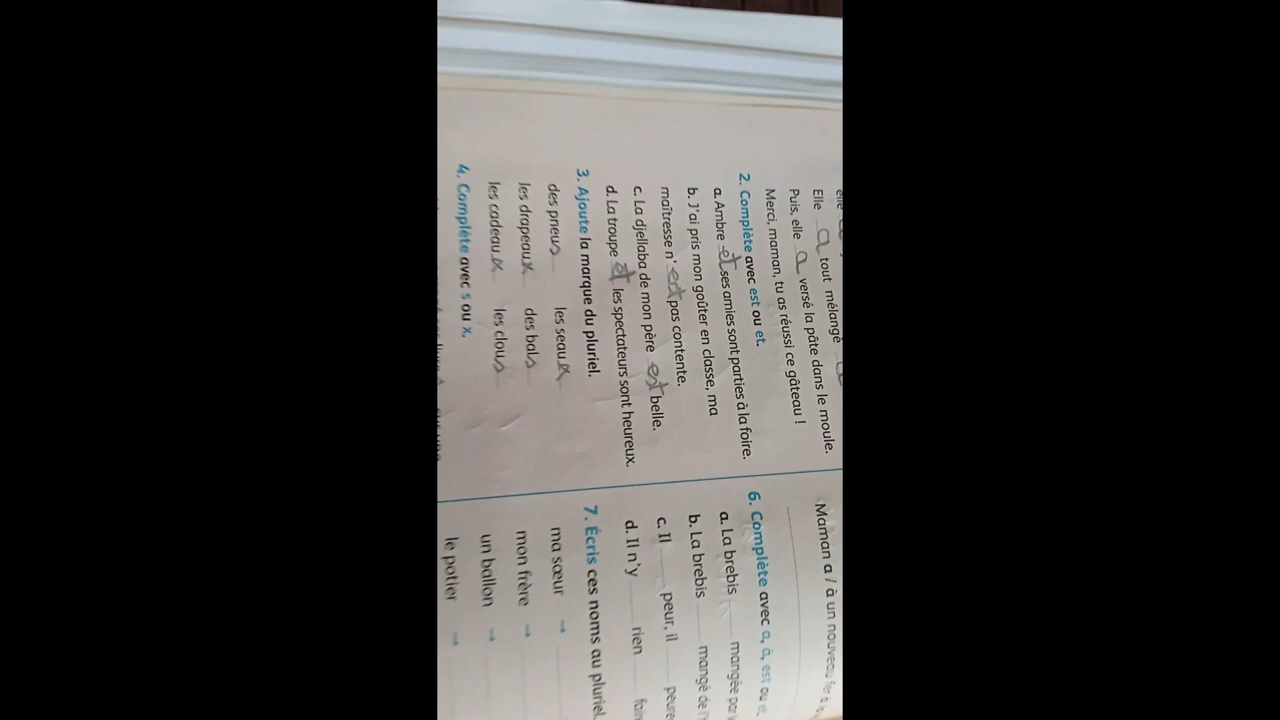 Elle a tout mélangé
Puis, elle a versé la pâte dans le moule.
Merci, maman, tu as réussi ce gâteau !
2. Complète avec est ou et.
a. Ambre et ses amies sont parties à la foire.
b. J'ai pris mon goûter en classe, ma
maîtresse n'est pas contente.
c. La djellaba de mon père est belle.
d. La troupe et les spectateurs sont heureux.
3. Ajoute la marque du pluriel.
des pneus les seaux
les drapeaux des bals
les cadeaux les clous
4. Complète avec s ou x.
Maman a / à un nouveau
6. Complète avec a, à, est ou et.
a. La brebis mangée par
b. La brebis mangé de
c. Il peur, il
d. Il n'y rien
7. Écris ces noms au pluriel.
ma sœur →
mon frère →
un ballon →
le potier →